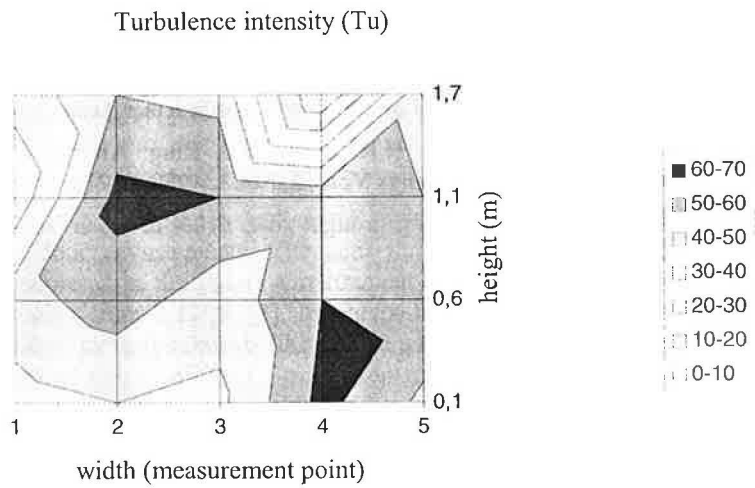 Turbulence intensity (Tu)
1,7
1,1
0,6
0,1
height (m)
1 2 3 4 5
width (measurement point)
60-70
50-60
40-50
30-40
20-30
10-20
0-10